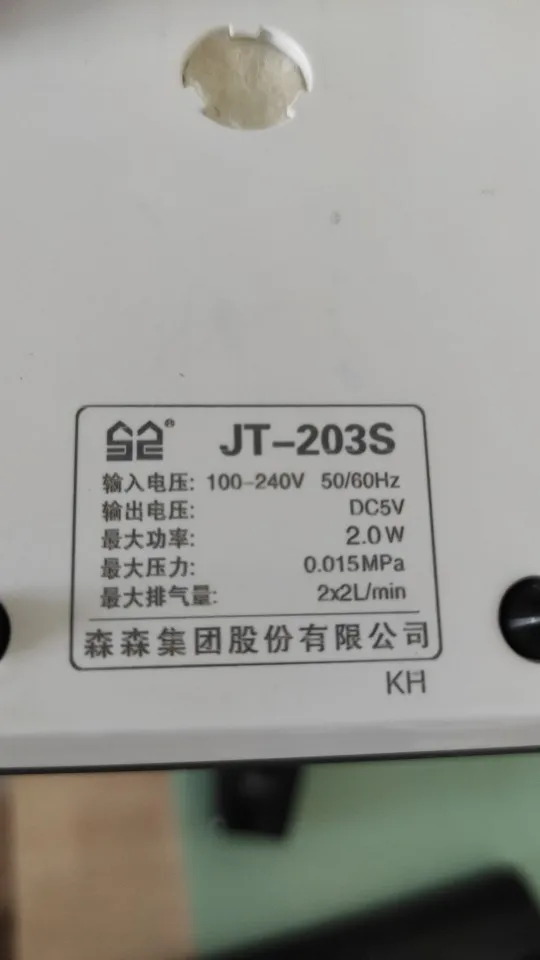 JT-203S
输入电压: 100-240V 50/60Hz
输出电压: DC5V
最大功率: 2.0W
最大压力: 0.015MPa
最大排气量: 2x2L/min
森森集团股份有限公司
KH